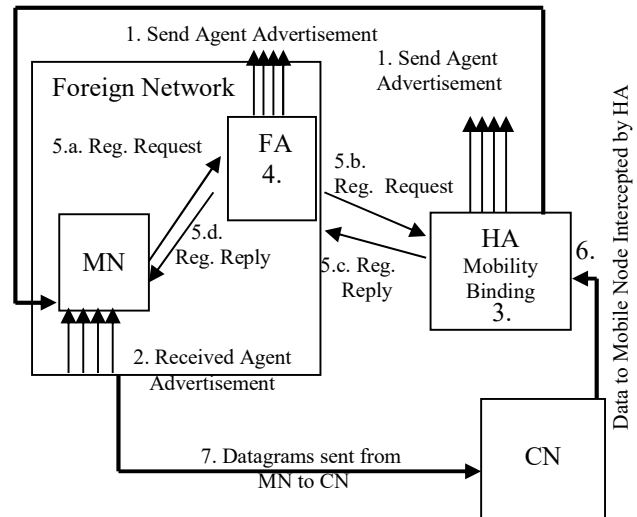 1. Send Agent Advertisement
1. Send Agent
Advertisement
Foreign Network
5.a. Reg. Request
FA
4.
5.b.
Reg. Request
5.d.
Reg. Reply
MN
5.c. Reg.
Reply
HA
Mobility
Binding
3.
6.
Data to Mobile Node Intercepted by HA
2. Received Agent
Advertisement
7. Datagrams sent from
MN to CN
CN